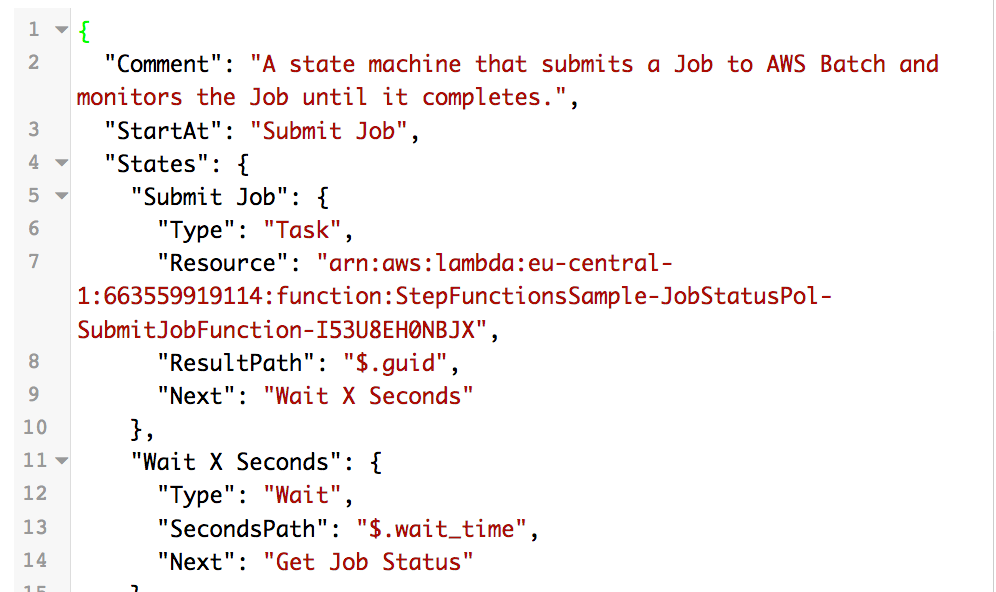 1 {
2 "Comment": "A state machine that submits a Job to AWS Batch and
monitors the Job until it completes.",
3 "StartAt": "Submit Job",
4 "States": {
5 "Submit Job": {
6 "Type": "Task",
7 "Resource": "arn:aws:lambda:eu-central-
1:663559919114:function:StepFunctionsSample-JobStatusPol-
SubmitJobFunction-I53U8EH0NBJX",
8 "ResultPath": "$.guid",
9 "Next": "Wait X Seconds"
10 },
11 "Wait X Seconds": {
12 "Type": "Wait",
13 "SecondsPath": "$.wait_time",
14 "Next": "Get Job Status"
15 }